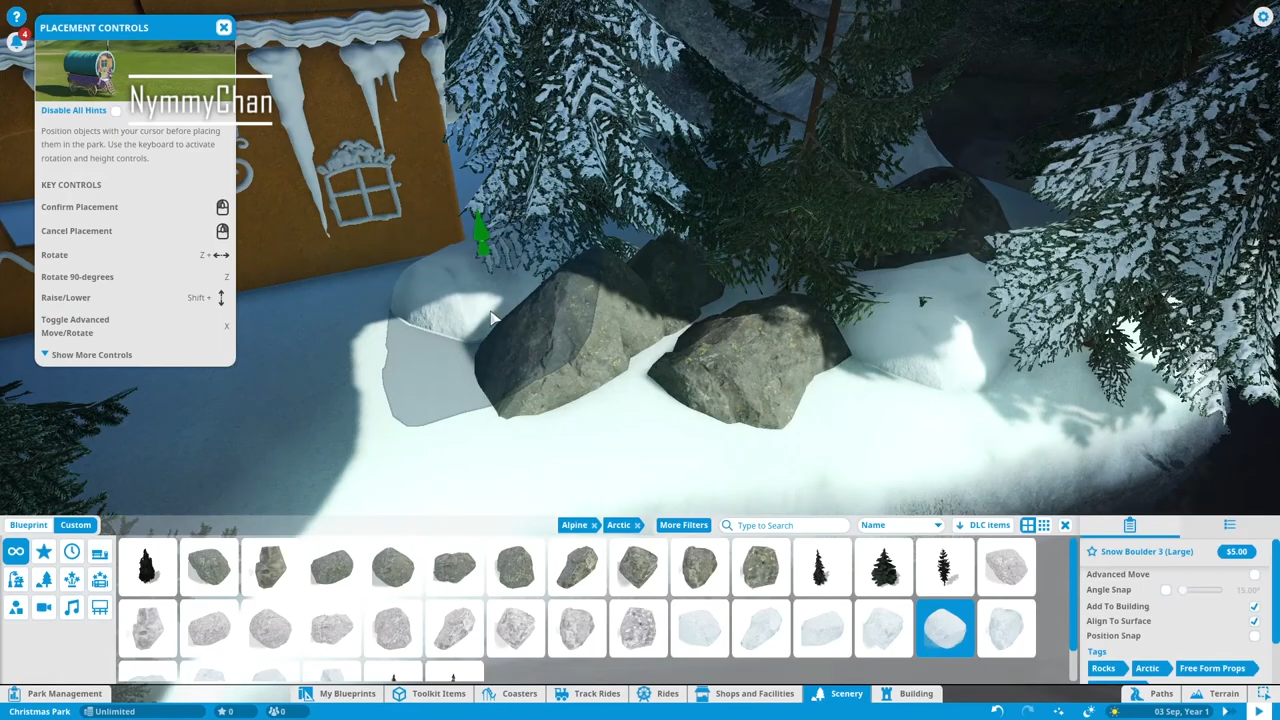 4
PLACEMENT CONTROLS
NymmyChan
Disable All Hints
Position objects with your cursor before placing
them in the park. Use the keyboard to activate
rotation and height controls.
KEY CONTROLS
Confirm Placement
Cancel Placement
Rotate Z +
Rotate 90-degrees Z
Raise/Lower Shift +
Toggle Advanced
Move/Rotate X
Show More Controls
Blueprint Custom Alpine Arctic More Filters Type to Search Name DLC items
Snow Boulder 3 (Large) $5.00
Advanced Move
Angle Snap 15.00°
Add To Building
Align To Surface
Position Snap
Tags
Rocks Arctic Free Form Props
Park Management My Blueprints Toolkit Items Coasters Track Rides Rides Shops and Facilities Scenery Building Paths Terrain
Christmas Park Unlimited 0 0 03 Sep, Year 1